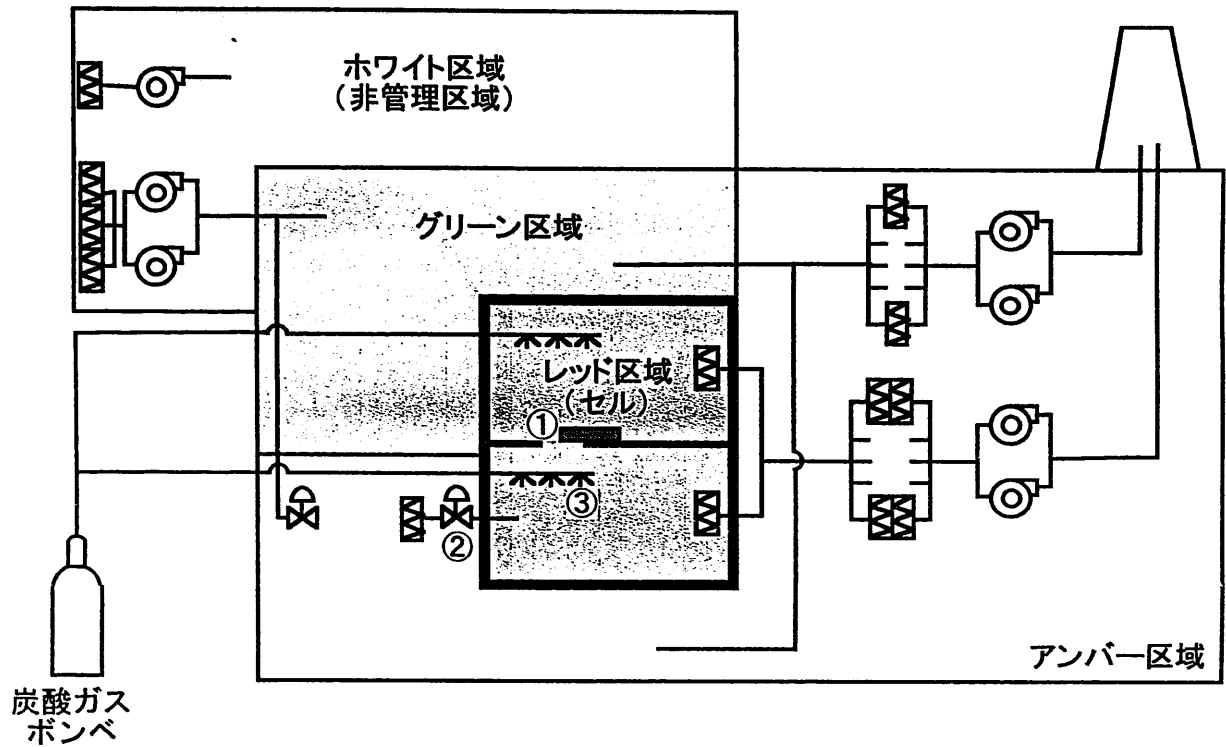 ホワイト区域
（非管理区域）
グリーン区域
レッド区域
（セル）
①
③
②
アンバー区域
炭酸ガス
ボンベ